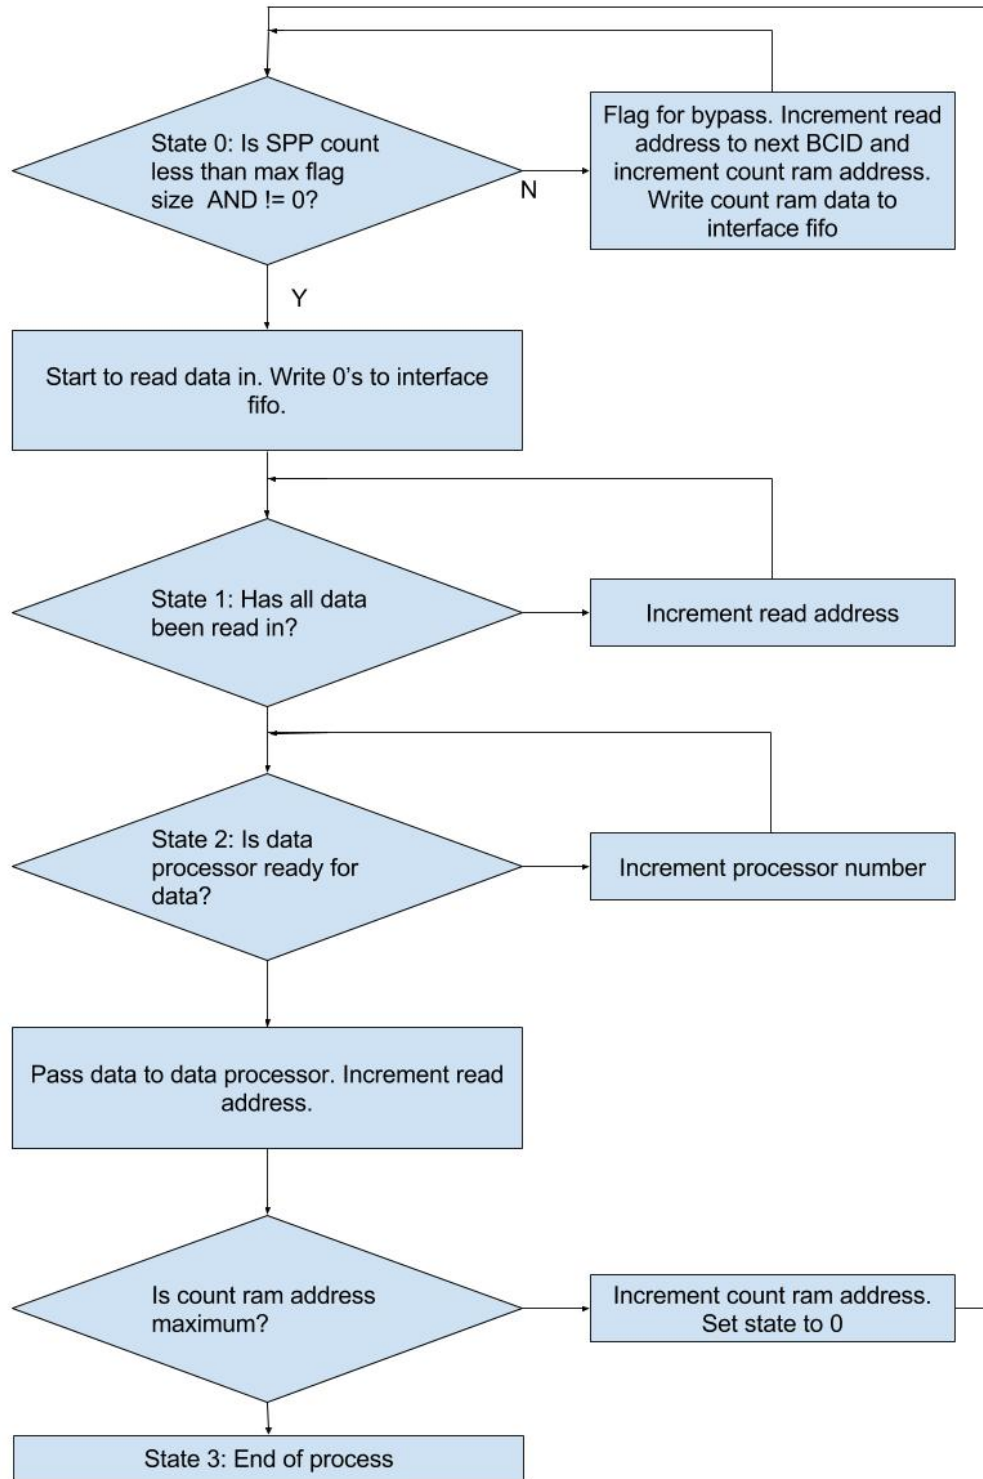 State 0: Is SPP count
less than max flag
size AND != 0?
N
Flag for bypass. Increment read
address to next BCID and
increment count ram address.
Write count ram data to
interface fifo
Y
Start to read data in. Write 0's to interface
fifo.
State 1: Has all data
been read in?
Increment read address
State 2: Is data
processor ready for
data?
Increment processor number
Pass data to data processor. Increment read
address.
Is count ram address
maximum?
Increment count ram address.
Set state to 0
State 3: End of process